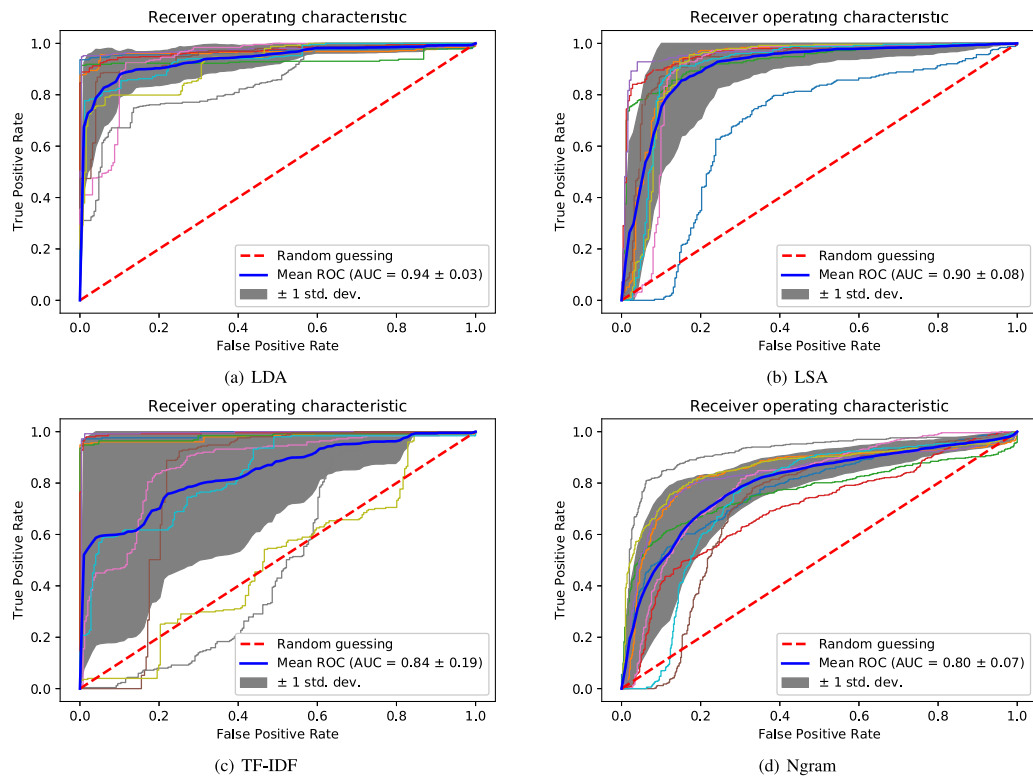 Receiver operating characteristic
1.0
0.8
0.6
0.4
0.2
0.0
True Positive Rate
Random guessing
Mean ROC (AUC = 0.94 ± 0.03)
± 1 std. dev.
0.0 0.2 0.4 0.6 0.8 1.0
False Positive Rate
(a) LDA
Receiver operating characteristic
1.0
0.8
0.6
0.4
0.2
0.0
True Positive Rate
Random guessing
Mean ROC (AUC = 0.90 ± 0.08)
± 1 std. dev.
0.0 0.2 0.4 0.6 0.8 1.0
False Positive Rate
(b) LSA
Receiver operating characteristic
1.0
0.8
0.6
0.4
0.2
0.0
True Positive Rate
Random guessing
Mean ROC (AUC = 0.84 ± 0.19)
± 1 std. dev.
0.0 0.2 0.4 0.6 0.8 1.0
False Positive Rate
(c) TF-IDF
Receiver operating characteristic
1.0
0.8
0.6
0.4
0.2
0.0
True Positive Rate
Random guessing
Mean ROC (AUC = 0.80 ± 0.07)
± 1 std. dev.
0.0 0.2 0.4 0.6 0.8 1.0
False Positive Rate
(d) Ngram